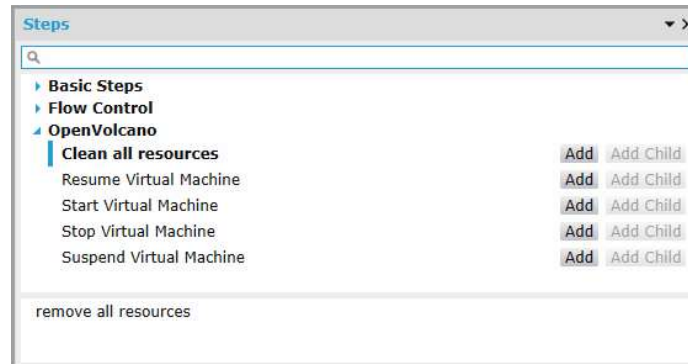 Steps
Basic Steps
Flow Control
OpenVolcano
Clean all resources Add Add Child
Resume Virtual Machine Add Add Child
Start Virtual Machine Add Add Child
Stop Virtual Machine Add Add Child
Suspend Virtual Machine Add Add Child
remove all resources